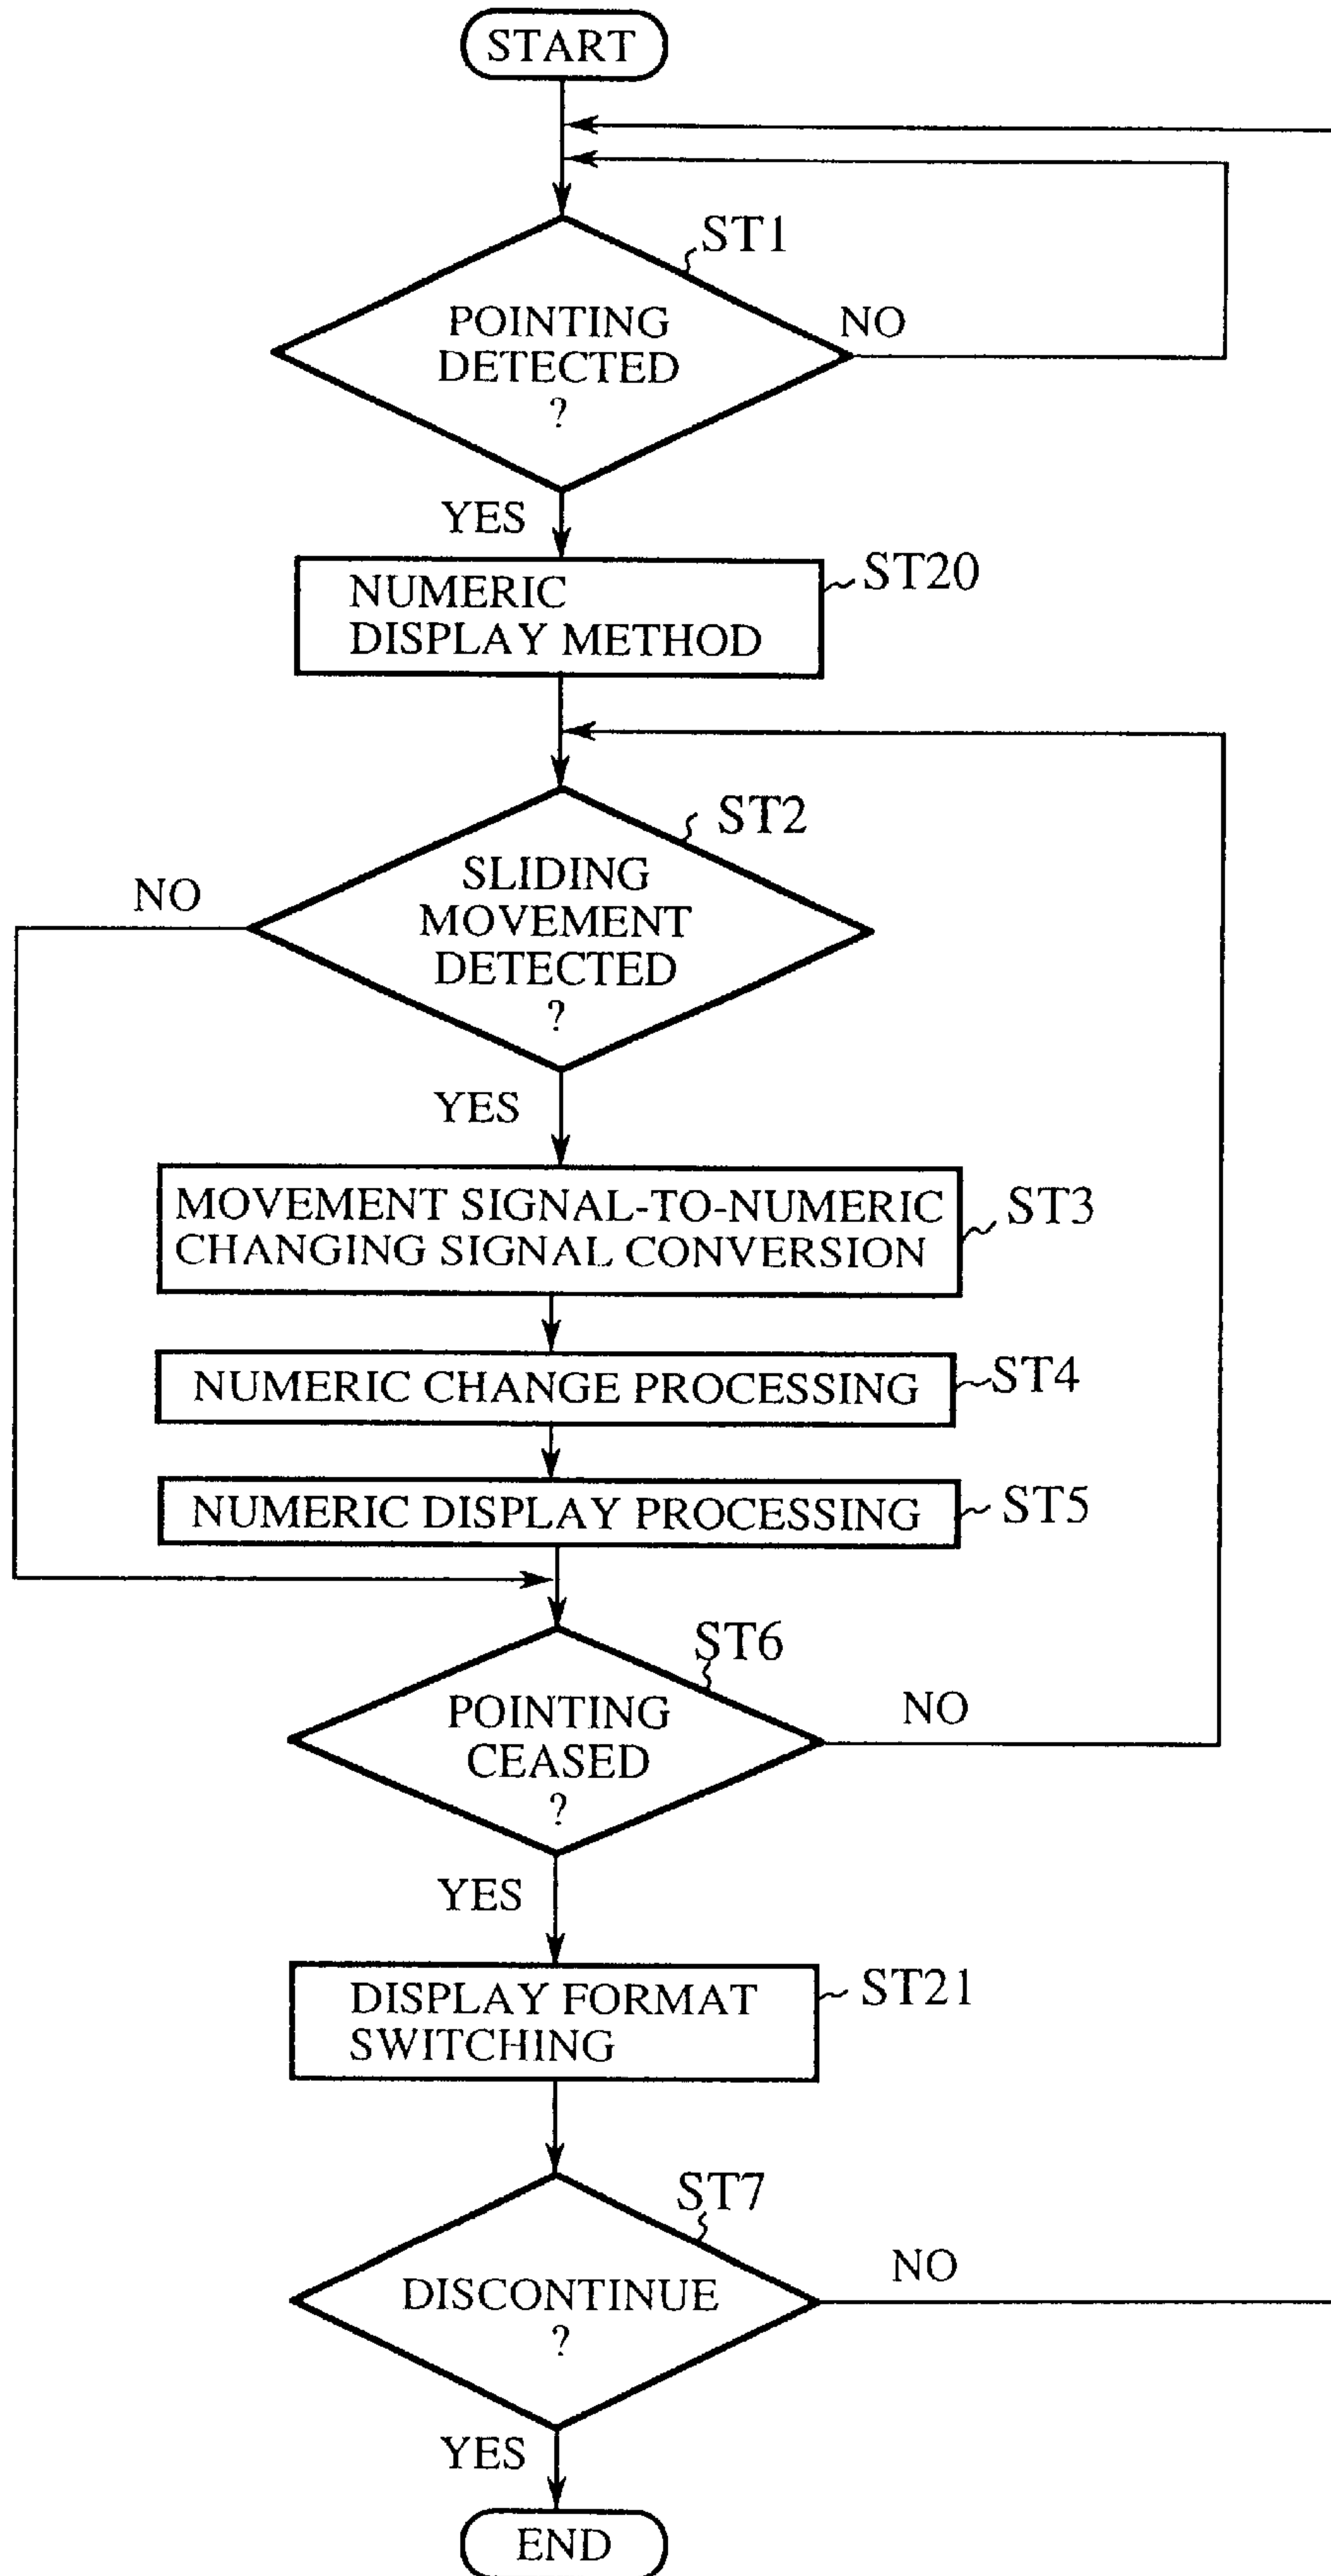 START
ST1
POINTING
DETECTED
?
NO
YES
NUMERIC
DISPLAY METHOD
ST20
ST2
SLIDING
MOVEMENT
DETECTED
?
NO
YES
MOVEMENT SIGNAL-TO-NUMERIC
CHANGING SIGNAL CONVERSION
ST3
NUMERIC CHANGE PROCESSING
ST4
NUMERIC DISPLAY PROCESSING
ST5
ST6
POINTING
CEASED
?
NO
YES
DISPLAY FORMAT
SWITCHING
ST21
ST7
DISCONTINUE
?
NO
YES
END